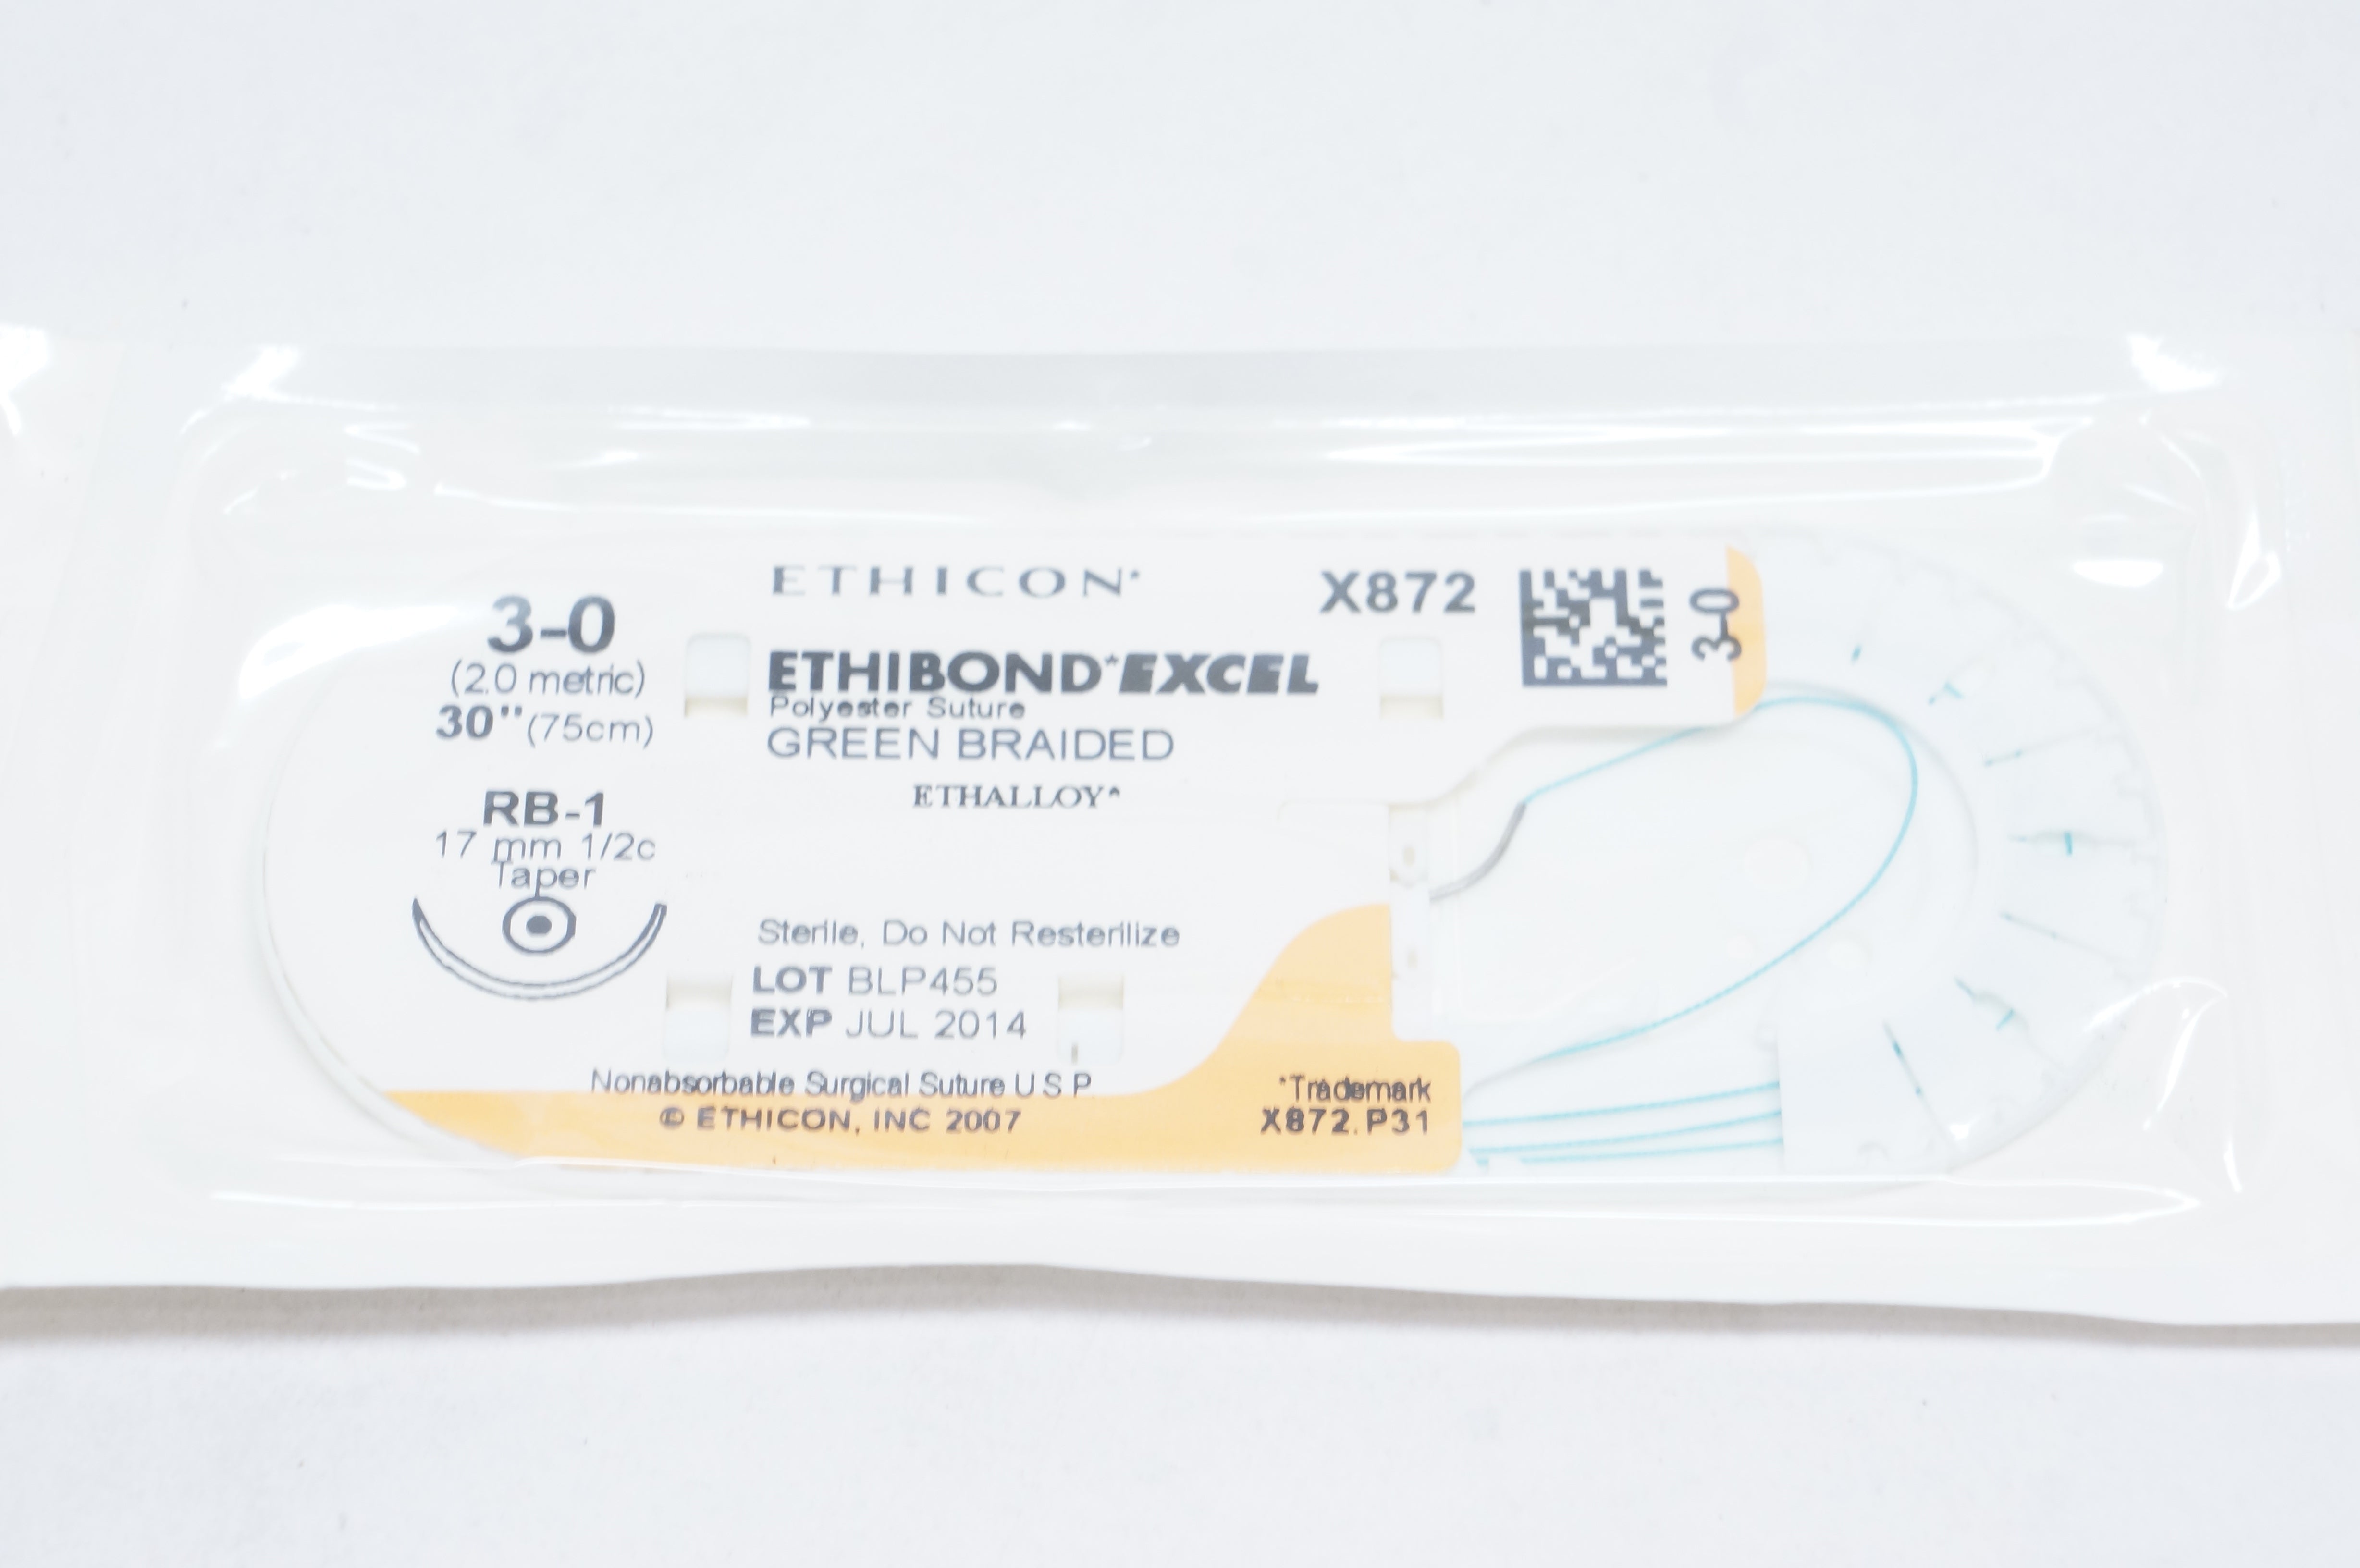 ETHICON*
X872
3-0
3-0
(2.0 metric)
30" (75cm)
ETHIBOND*EXCEL
Polyester Suture
GREEN BRAIDED
ETHALLOY*
RB-1
17 mm 1/2c
Taper
Sterile, Do Not Resterilize
LOT BLP455
EXP JUL 2014
Nonabsorbable Surgical Suture U S P
© ETHICON, INC 2007
*Trademark
X872.P31